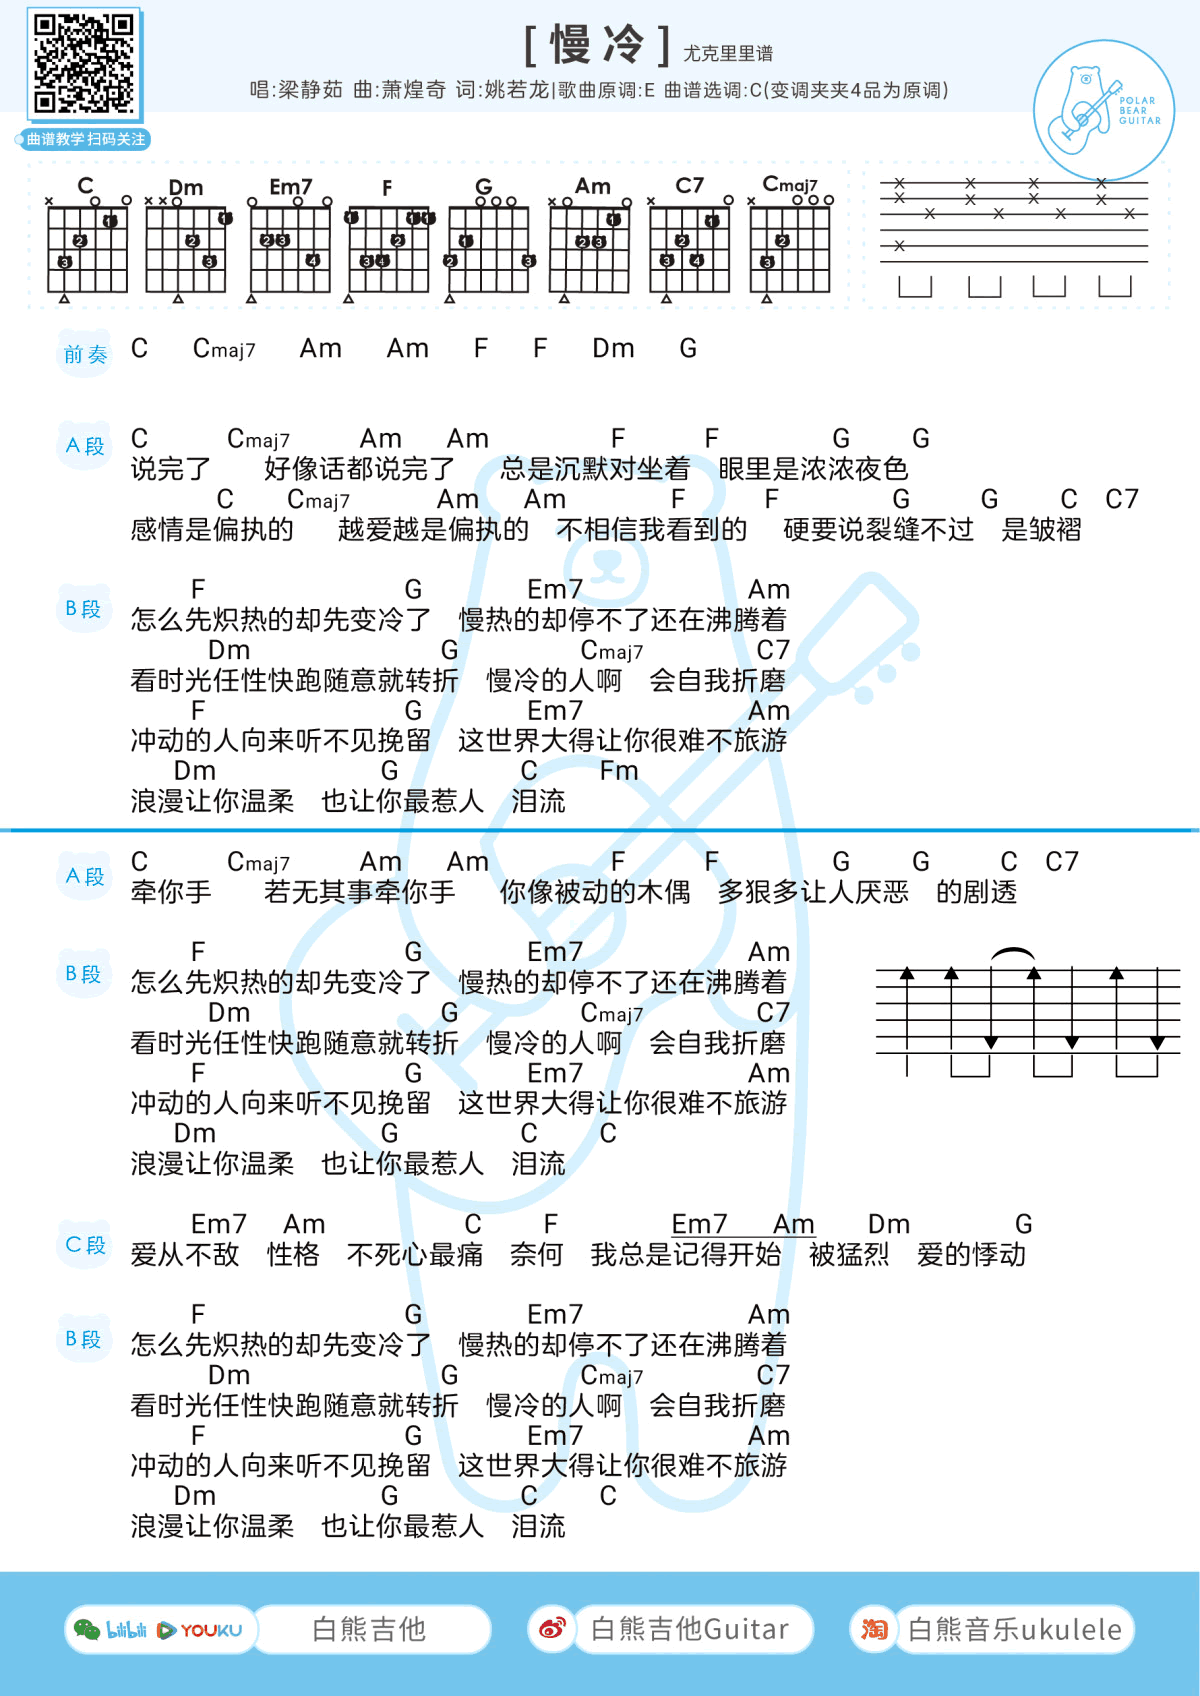 [ 慢 冷 ] 尤克里里谱
唱:梁静茹 曲:萧煌奇 词:姚若龙|歌曲原调:E 曲谱选调:C(变调夹夹4品为原调)
曲谱教学 扫码关注
POLAR
BEAR
GUITAR
C Dm Em7 F G Am C7 Cmaj7
前奏 C Cmaj7 Am Am F F Dm G
A段 C Cmaj7 Am Am F F G G
说完了 好像话都说完了 总是沉默对坐着 眼里是浓浓夜色
C Cmaj7 Am Am F F G G C C7
感情是偏执的 越爱越是偏执的 不相信我看到的 硬要说裂缝不过 是皱褶
B段 F G Em7 Am
怎么先炽热的却先变冷了 慢热的却停不了还在沸腾着
Dm G Cmaj7 C7
看时光任性快跑随意就转折 慢冷的人啊 会自我折磨
F G Em7 Am
冲动的人向来听不见挽留 这世界大得让你很难不旅游
Dm G C Fm
浪漫让你温柔 也让你最惹人 泪流
A段 C Cmaj7 Am Am F F G G C C7
牵你手 若无其事牵你手 你像被动的木偶 多狠多让人厌恶 的剧透
B段 F G Em7 Am
怎么先炽热的却先变冷了 慢热的却停不了还在沸腾着
Dm G Cmaj7 C7
看时光任性快跑随意就转折 慢冷的人啊 会自我折磨
F G Em7 Am
冲动的人向来听不见挽留 这世界大得让你很难不旅游
Dm G C C
浪漫让你温柔 也让你最惹人 泪流
C段 Em7 Am C F Em7 Am Dm G
爱从不敌 性格 不死心最痛 奈何 我总是记得开始 被猛烈 爱的悸动
B段 F G Em7 Am
怎么先炽热的却先变冷了 慢热的却停不了还在沸腾着
Dm G Cmaj7 C7
看时光任性快跑随意就转折 慢冷的人啊 会自我折磨
F G Em7 Am
冲动的人向来听不见挽留 这世界大得让你很难不旅游
Dm G C C
浪漫让你温柔 也让你最惹人 泪流
bilibili YOUKU 白熊吉他 白熊吉他Guitar 淘 白熊音乐ukulele